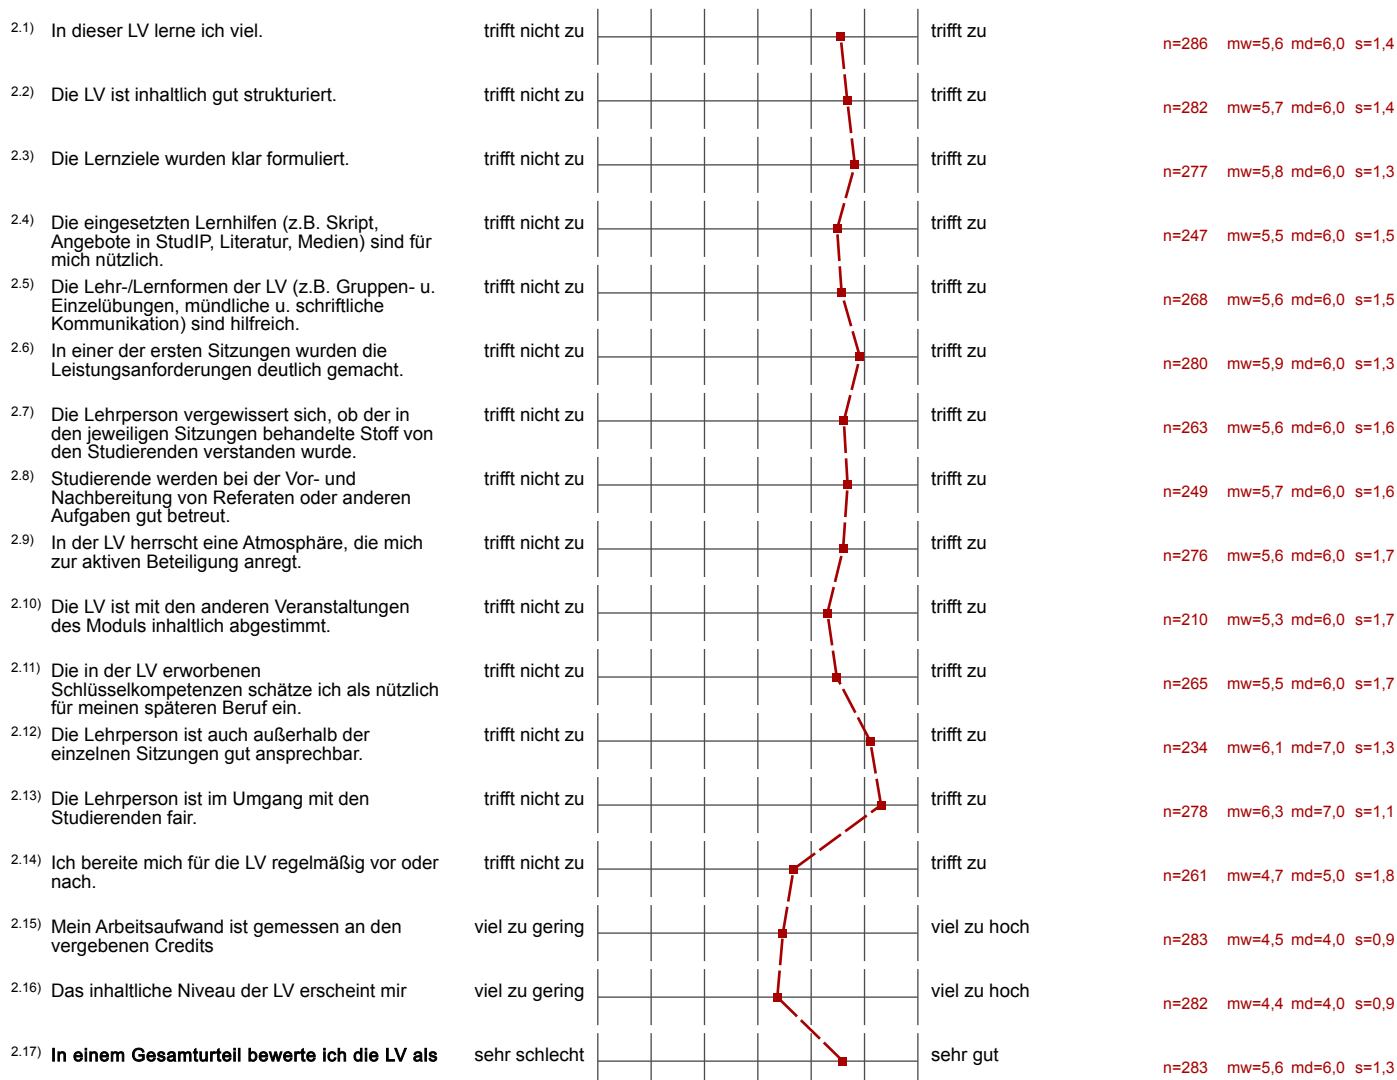 2.1) In dieser LV lerne ich viel. trifft nicht zu trifft zu n=286 mw=5,6 md=6,0 s=1,4
2.2) Die LV ist inhaltlich gut strukturiert. trifft nicht zu trifft zu n=282 mw=5,7 md=6,0 s=1,4
2.3) Die Lernziele wurden klar formuliert. trifft nicht zu trifft zu n=277 mw=5,8 md=6,0 s=1,3
2.4) Die eingesetzten Lernhilfen (z.B. Skript, trifft nicht zu trifft zu n=247 mw=5,5 md=6,0 s=1,5
Angebote in StudIP, Literatur, Medien) sind für
mich nützlich.
2.5) Die Lehr-/Lernformen der LV (z.B. Gruppen- u. trifft nicht zu trifft zu n=268 mw=5,6 md=6,0 s=1,5
Einzelübungen, mündliche u. schriftliche
Kommunikation) sind hilfreich.
2.6) In einer der ersten Sitzungen wurden die trifft nicht zu trifft zu n=280 mw=5,9 md=6,0 s=1,3
Leistungsanforderungen deutlich gemacht.
2.7) Die Lehrperson vergewissert sich, ob der in trifft nicht zu trifft zu n=263 mw=5,6 md=6,0 s=1,6
den jeweiligen Sitzungen behandelte Stoff von
den Studierenden verstanden wurde.
2.8) Studierende werden bei der Vor- und trifft nicht zu trifft zu n=249 mw=5,7 md=6,0 s=1,6
Nachbereitung von Referaten oder anderen
Aufgaben gut betreut.
2.9) In der LV herrscht eine Atmosphäre, die mich trifft nicht zu trifft zu n=276 mw=5,6 md=6,0 s=1,7
zur aktiven Beteiligung anregt.
2.10) Die LV ist mit den anderen Veranstaltungen trifft nicht zu trifft zu n=210 mw=5,3 md=6,0 s=1,7
des Moduls inhaltlich abgestimmt.
2.11) Die in der LV erworbenen trifft nicht zu trifft zu n=265 mw=5,5 md=6,0 s=1,7
Schlüsselkompetenzen schätze ich als nützlich
für meinen späteren Beruf ein.
2.12) Die Lehrperson ist auch außerhalb der trifft nicht zu trifft zu n=234 mw=6,1 md=7,0 s=1,3
einzelnen Sitzungen gut ansprechbar.
2.13) Die Lehrperson ist im Umgang mit den trifft nicht zu trifft zu n=278 mw=6,3 md=7,0 s=1,1
Studierenden fair.
2.14) Ich bereite mich für die LV regelmäßig vor oder trifft nicht zu trifft zu n=261 mw=4,7 md=5,0 s=1,8
nach.
2.15) Mein Arbeitsaufwand ist gemessen an den viel zu gering viel zu hoch n=283 mw=4,5 md=4,0 s=0,9
vergebenen Credits
2.16) Das inhaltliche Niveau der LV erscheint mir viel zu gering viel zu hoch n=282 mw=4,4 md=4,0 s=0,9
2.17) In einem Gesamturteil bewerte ich die LV als sehr schlecht sehr gut n=283 mw=5,6 md=6,0 s=1,3